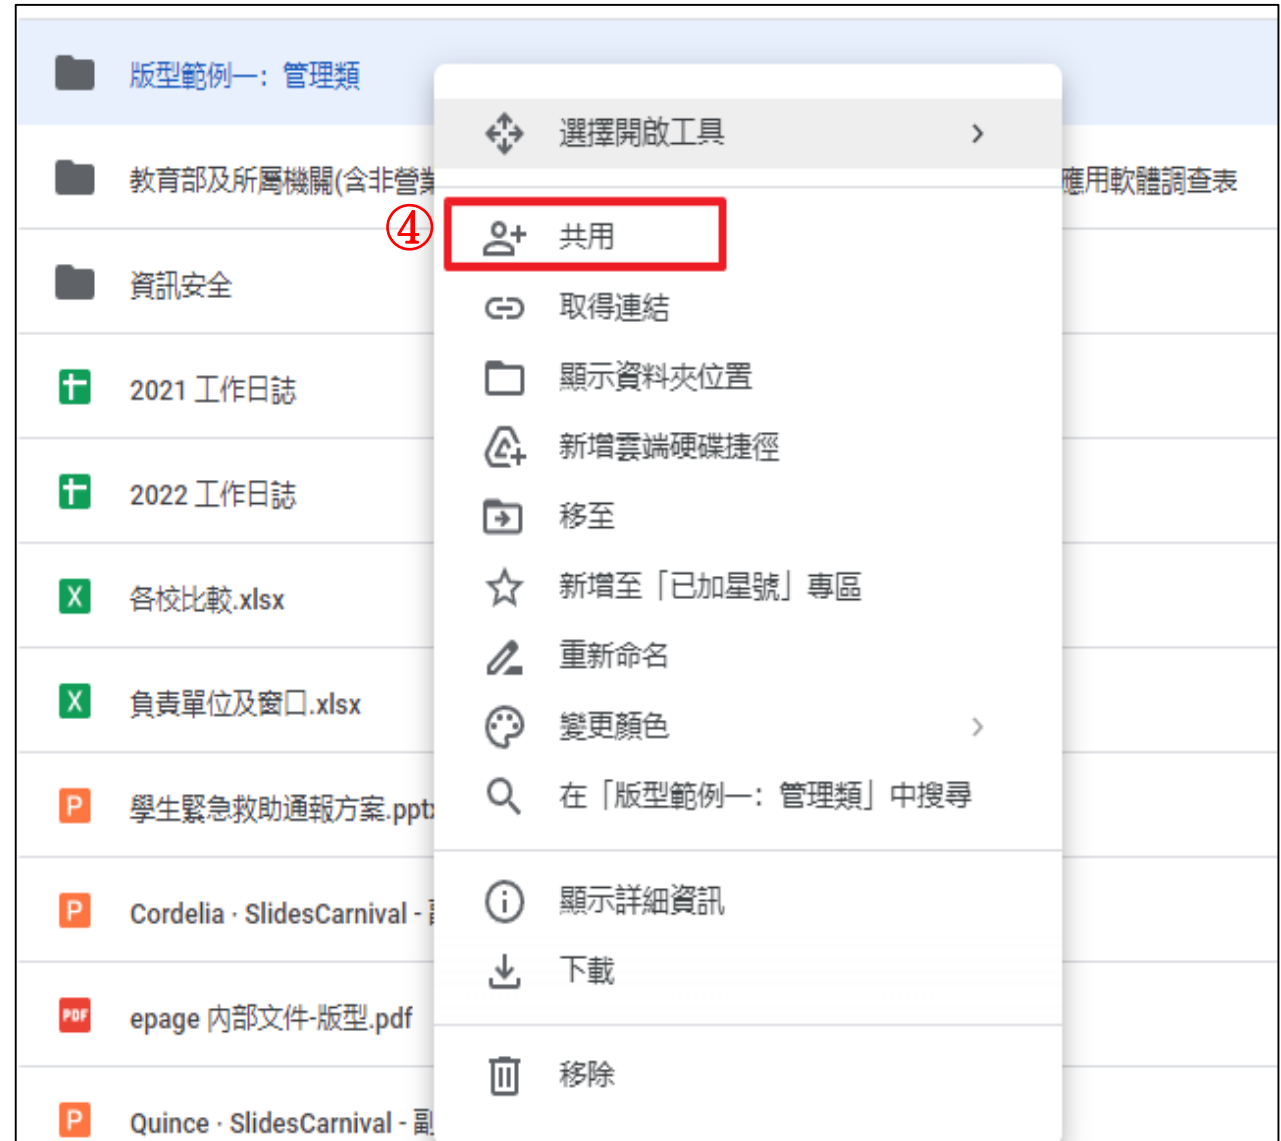 版型範例一：管理類
選擇開啟工具
教育部及所屬機關(含非營業
應用軟體調查表
④
共用
資訊安全
取得連結
顯示資料夾位置
2021 工作日誌
新增雲端硬碟捷徑
2022 工作日誌
移至
各校比較.xlsx
新增至「已加星號」專區
重新命名
負責單位及窗口.xlsx
變更顏色
學生緊急救助通報方案.pptx
在「版型範例一：管理類」中搜尋
Cordelia · SlidesCarnival -
顯示詳細資訊
下載
PDF
epage 內部文件-版型.pdf
移除
Quince · SlidesCarnival - 副